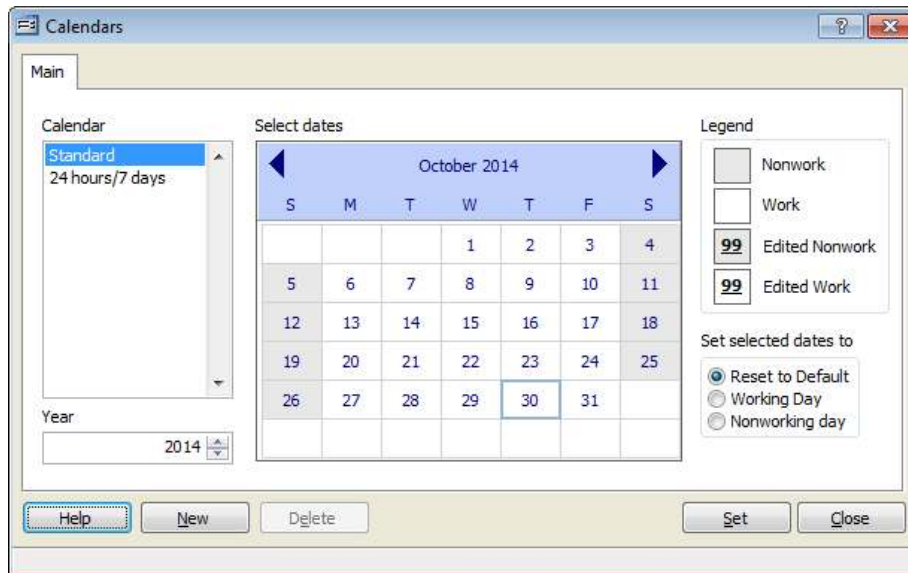 Calendars
Main
Calendar
Standard
24 hours/7 days
Year
2014
Select dates
October 2014
S M T W T F S
1 2 3 4
5 6 7 8 9 10 11
12 13 14 15 16 17 18
19 20 21 22 23 24 25
26 27 28 29 30 31
Legend
Nonwork
Work
99 Edited Nonwork
99 Edited Work
Set selected dates to
Reset to Default
Working Day
Nonworking day
Help New Delete Set Close